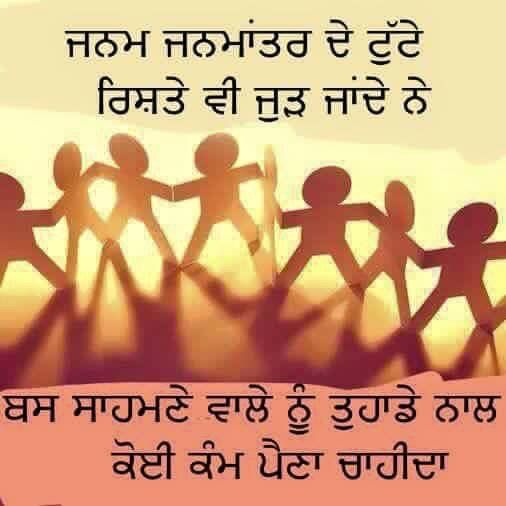 ਜਨਮ ਜਨਮਾਂਤਰ ਦੇ ਟੁੱਟੇ
ਰਿਸ਼ਤੇ ਵੀ ਜੁੜ ਜਾਂਦੇ ਨੇ
ਬਸ ਸਾਹਮਣੇ ਵਾਲੇ ਨੂੰ ਤੁਹਾਡੇ ਨਾਲ
ਕੋਈ ਕੰਮ ਪੈਣਾ ਚਾਹੀਦਾ